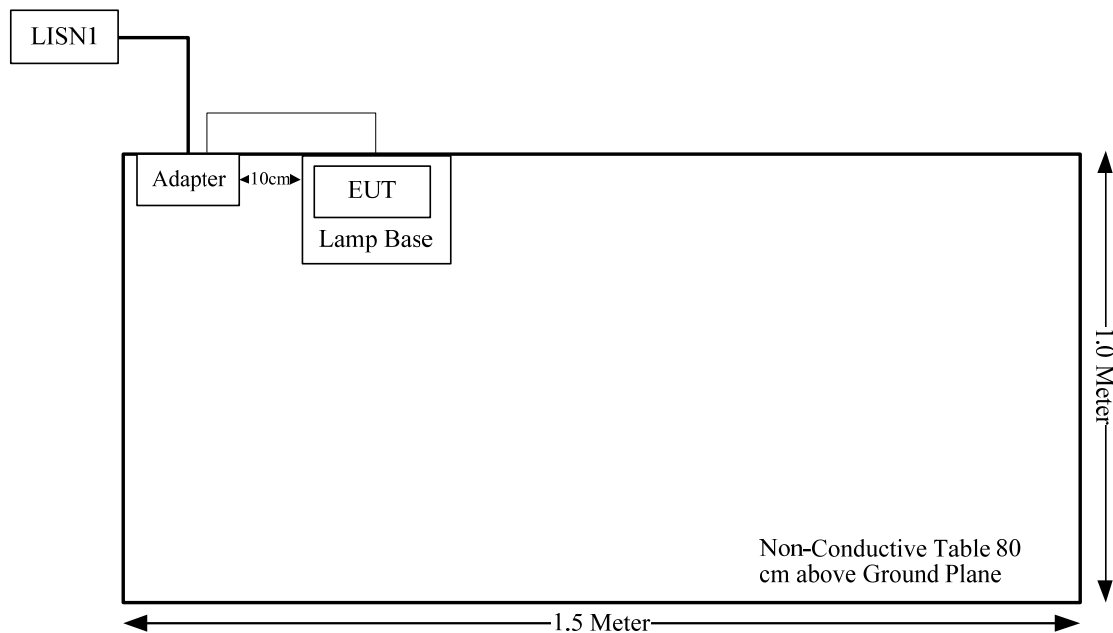 LISN1
Adapter
10cm
EUT
Lamp Base
1.0 Meter
Non-Conductive Table 80
cm above Ground Plane
1.5 Meter